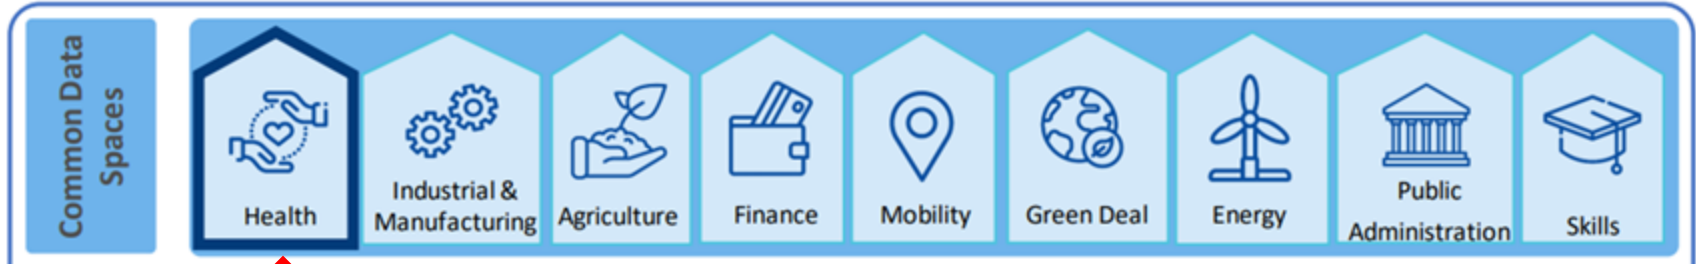 Common Data
Spaces
Health
Industrial &
Manufacturing
Agriculture
Finance
Mobility
Green Deal
Energy
Public
Administration
Skills